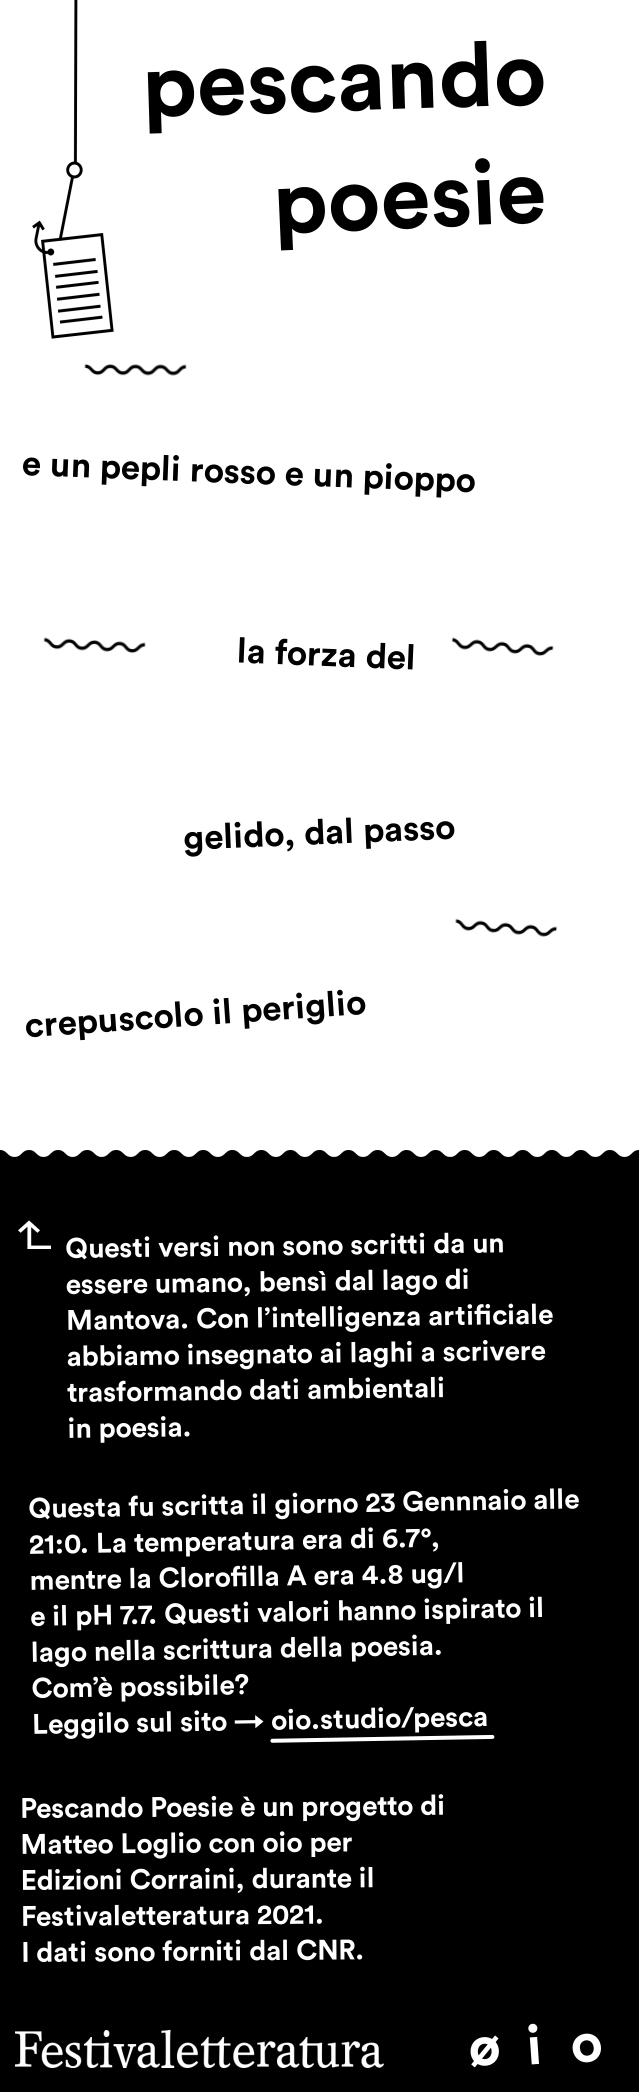 pescando
poesie
e un pepli rosso e un pioppo
la forza del
gelido, dal passo
crepuscolo il periglio
Questi versi non sono scritti da un
essere umano, bensì dal lago di
Mantova. Con l’intelligenza artificiale
abbiamo insegnato ai laghi a scrivere
trasformando dati ambientali
in poesia.
Questa fu scritta il giorno 23 Gennnaio alle
21:0. La temperatura era di 6.7°,
mentre la Clorofilla A era 4.8 ug/l
e il pH 7.7. Questi valori hanno ispirato il
lago nella scrittura della poesia.
Com’è possibile?
Leggilo sul sito → oio.studio/pesca
Pescando Poesie è un progetto di
Matteo Loglio con oio per
Edizioni Corraini, durante il
Festivaletteratura 2021.
I dati sono forniti dal CNR.
Festivaletteratura ø i o